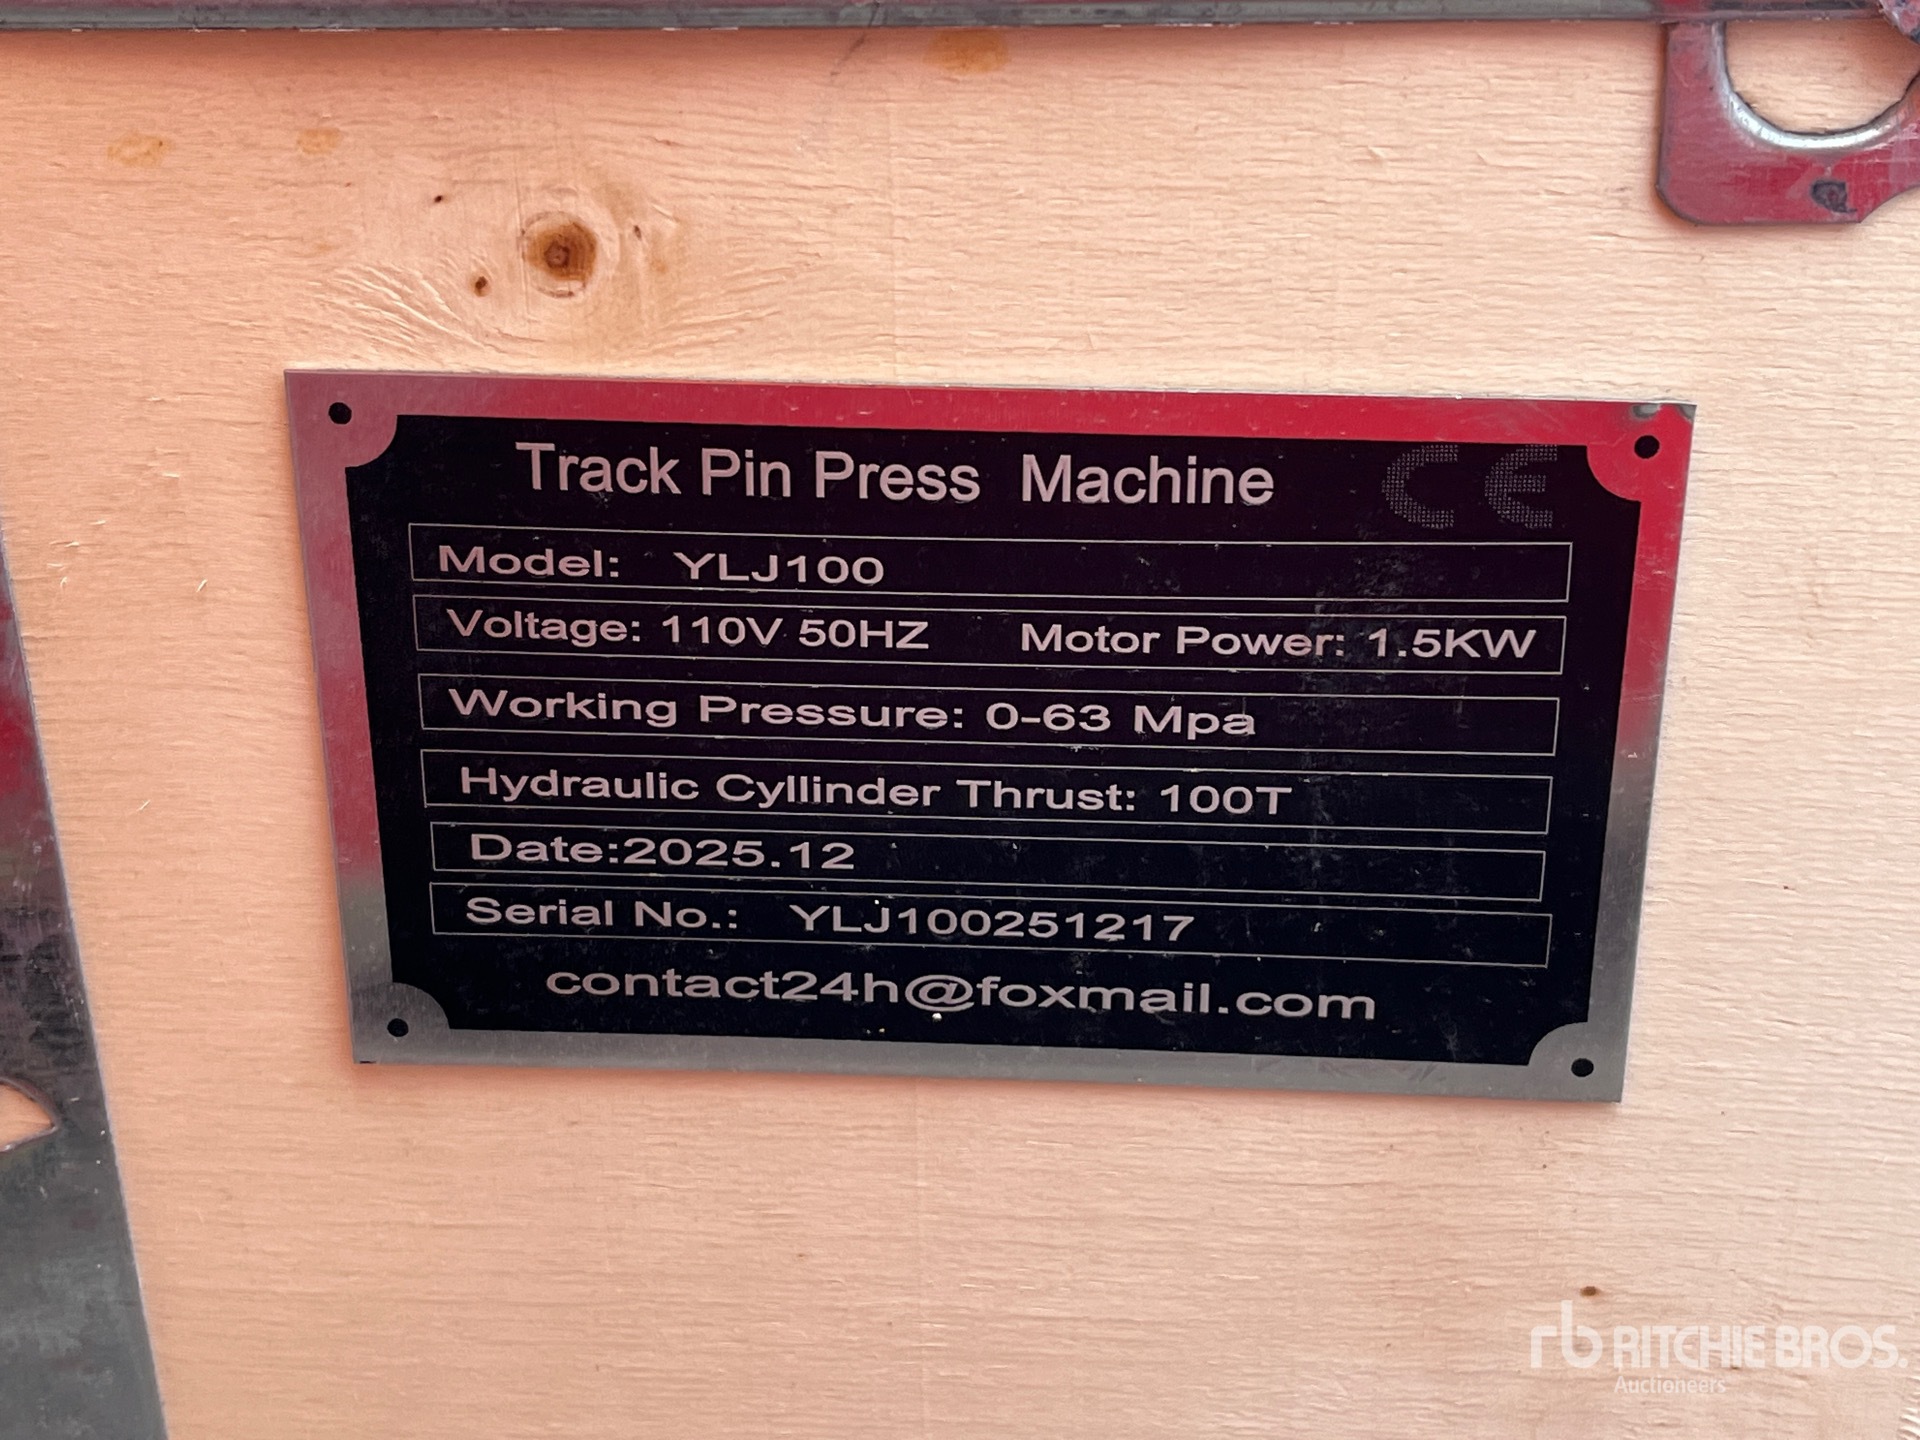 Track Pin Press Machine CE
Model: YLJ100
Voltage: 110V 50HZ Motor Power: 1.5KW
Working Pressure: 0-63 Mpa
Hydraulic Cyllinder Thrust: 100T
Date:2025.12
Serial No.: YLJ100251217
contact24h@foxmail.com
rb RITCHIE BROS.
Auctioneers